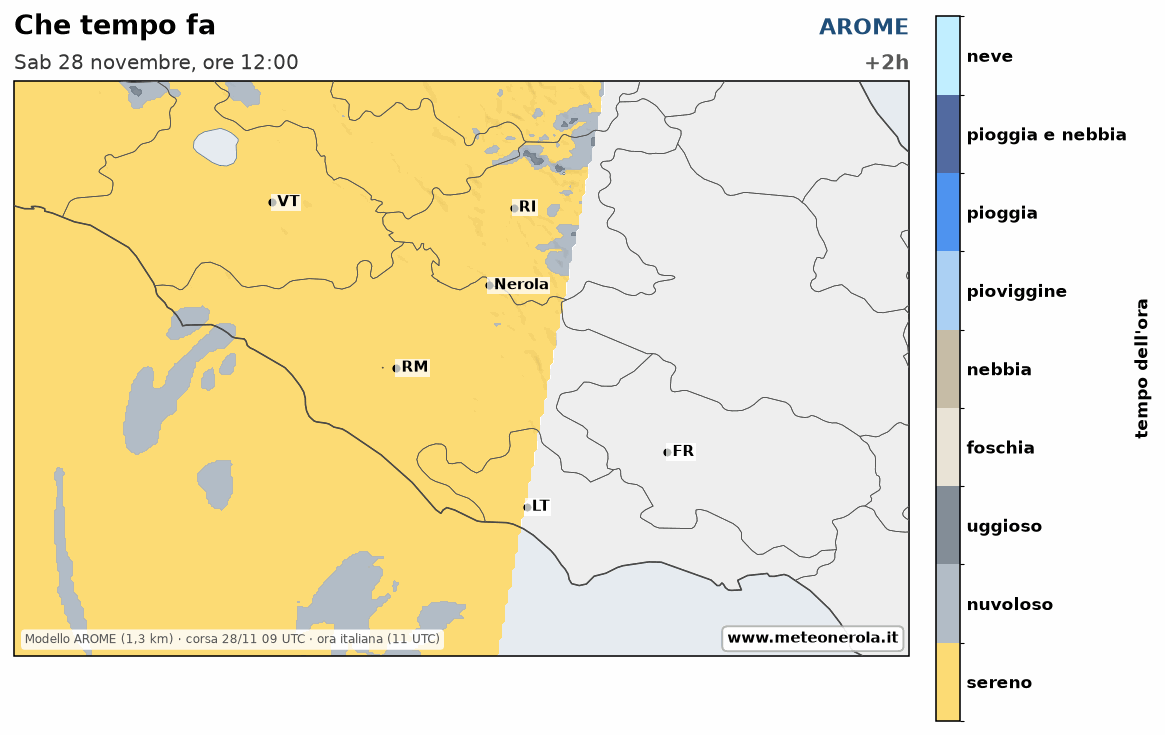 Che tempo fa
AROME
Sab 28 novembre, ore 12:00
+2h
VT
RI
Nerola
RM
FR
LT
Modello AROME (1,3 km) · corsa 28/11 09 UTC · ora italiana (11 UTC)
www.meteonerola.it
neve
pioggia e nebbia
pioggia
pioviggine
nebbia
foschia
uggioso
nuvoloso
sereno
tempo dell'ora